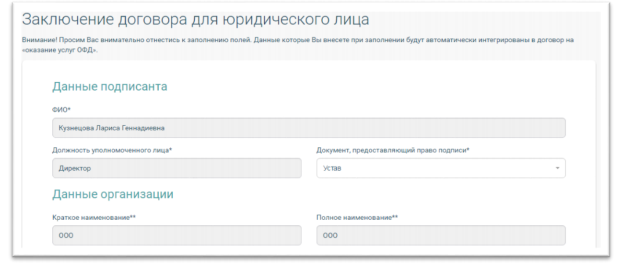 Заключение договора для юридического лица
Внимание! Просим Вас внимательно отнестись к заполнению полей. Данные которые Вы внесете при заполнении будут автоматически интегрированы в договор на
«оказание услуг ОФД».
Данные подписанта
ФИО*
Кузнецова Лариса Геннадиевна
Должность уполномоченного лица* Документ, предоставляющий право подписи*
Директор Устав
Данные организации
Краткое наименование** Полное наименование**
ООО ООО